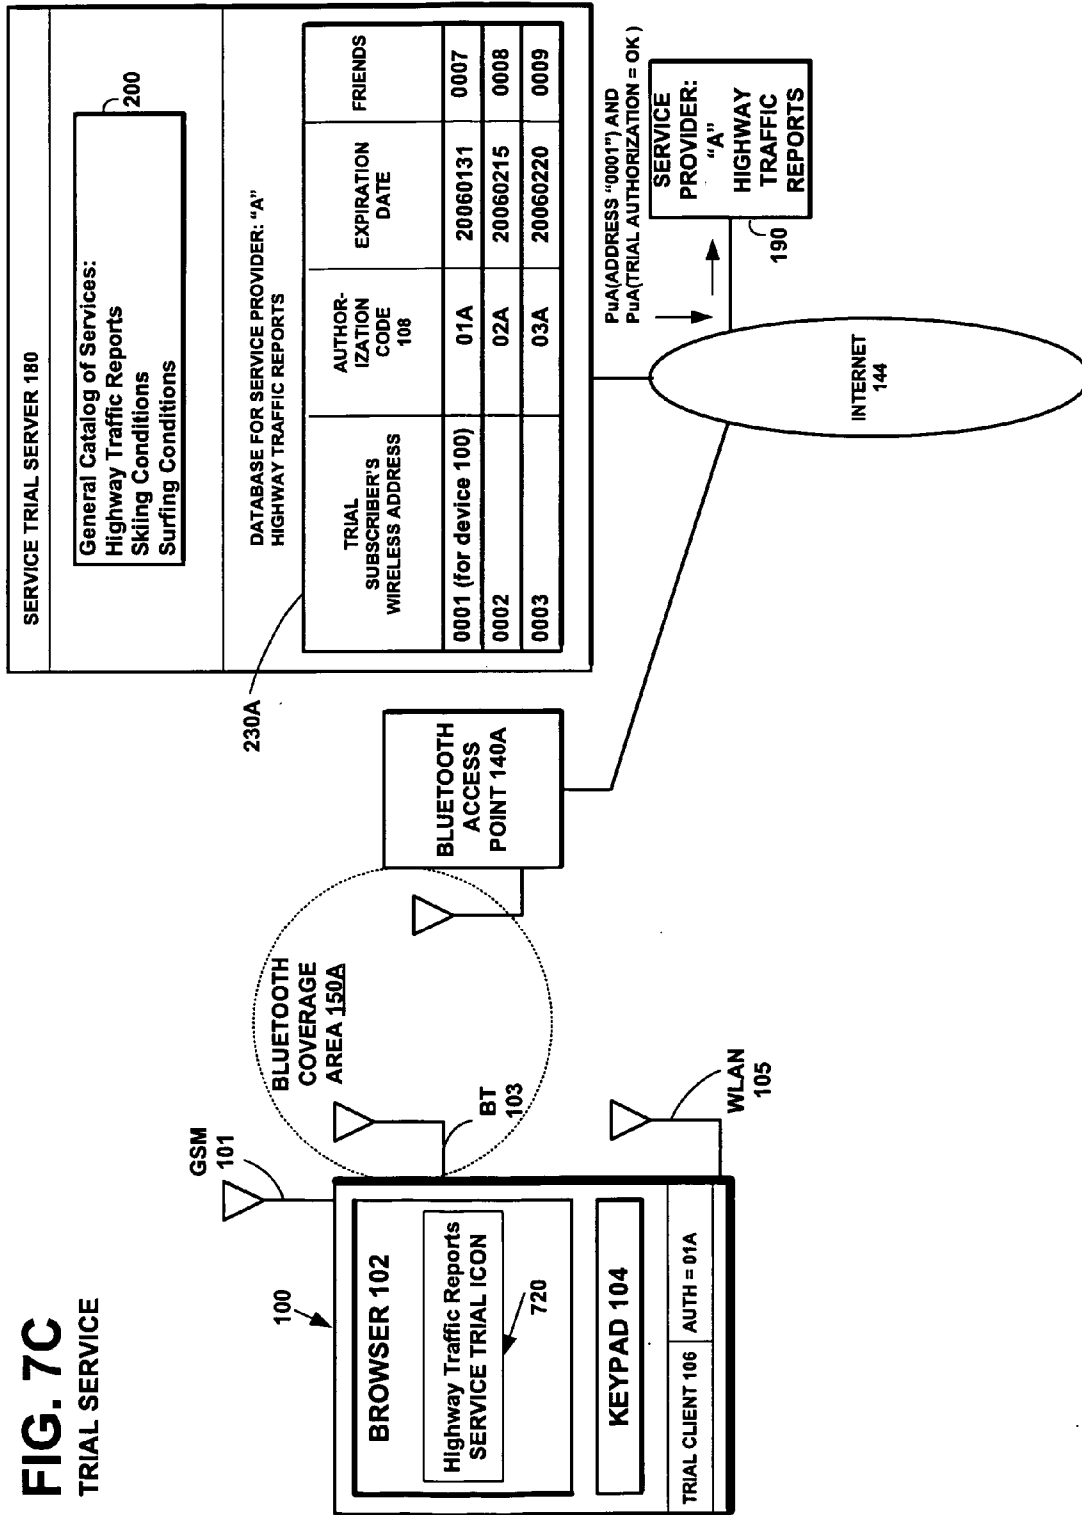 FIG. 7C
TRIAL SERVICE
100
BROWSER 102
Highway Traffic Reports
SERVICE TRIAL ICON
720
KEYPAD 104
TRIAL CLIENT 106
AUTH = 01A
GSM
101
BT
103
WLAN
105
BLUETOOTH
COVERAGE
AREA 150A
BLUETOOTH
ACCESS
POINT 140A
SERVICE TRIAL SERVER 180
200
General Catalog of Services:
Highway Traffic Reports
Skiing Conditions
Surfing Conditions
230A
DATABASE FOR SERVICE PROVIDER: "A"
HIGHWAY TRAFFIC REPORTS
TRIAL
SUBSCRIBER'S
WIRELESS ADDRESS
AUTHOR-
IZATION
CODE
108
EXPIRATION
DATE
FRIENDS
0001 (for device 100) 01A 20060131 0007
0002 02A 20060215 0008
0003 03A 20060220 0009
PuA(ADDRESS "0001") AND
PuA(TRIAL AUTHORIZATION = OK )
INTERNET
144
190
SERVICE
PROVIDER:
"A"
HIGHWAY
TRAFFIC
REPORTS